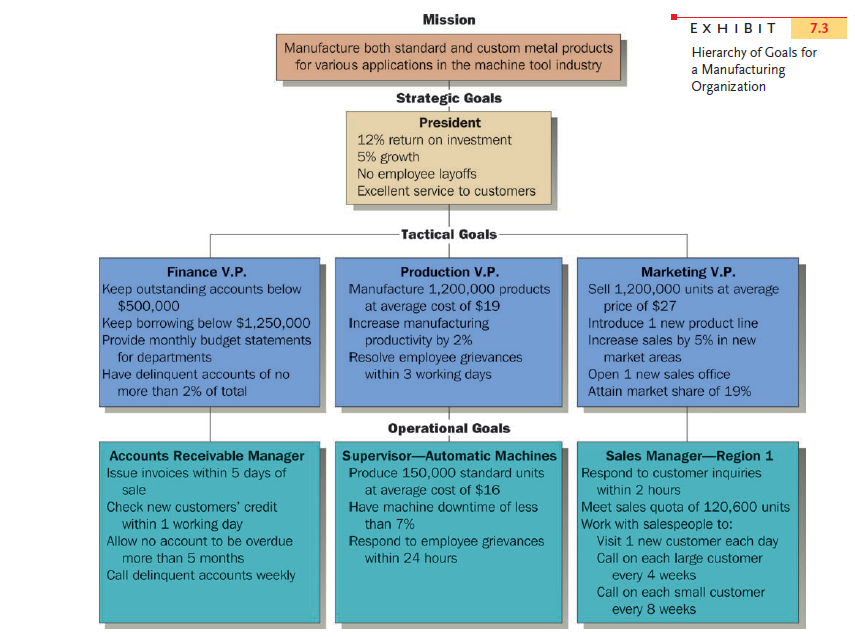 Mission
EXHIBIT 7.3
Hierarchy of Goals for
a Manufacturing
Organization
Manufacture both standard and custom metal products
for various applications in the machine tool industry
Strategic Goals
President
12% return on investment
5% growth
No employee layoffs
Excellent service to customers
Tactical Goals
Finance V.P.
Keep outstanding accounts below
$500,000
Keep borrowing below $1,250,000
Provide monthly budget statements
for departments
Have delinquent accounts of no
more than 2% of total
Production V.P.
Manufacture 1,200,000 products
at average cost of $19
Increase manufacturing
productivity by 2%
Resolve employee grievances
within 3 working days
Marketing V.P.
Sell 1,200,000 units at average
price of $27
Introduce 1 new product line
Increase sales by 5% in new
market areas
Open 1 new sales office
Attain market share of 19%
Operational Goals
Accounts Receivable Manager
Issue invoices within 5 days of
sale
Check new customers' credit
within 1 working day
Allow no account to be overdue
more than 5 months
Call delinquent accounts weekly
Supervisor—Automatic Machines
Produce 150,000 standard units
at average cost of $16
Have machine downtime of less
than 7%
Respond to employee grievances
within 24 hours
Sales Manager—Region 1
Respond to customer inquiries
within 2 hours
Meet sales quota of 120,600 units
Work with salespeople to:
Visit 1 new customer each day
Call on each large customer
every 4 weeks
Call on each small customer
every 8 weeks